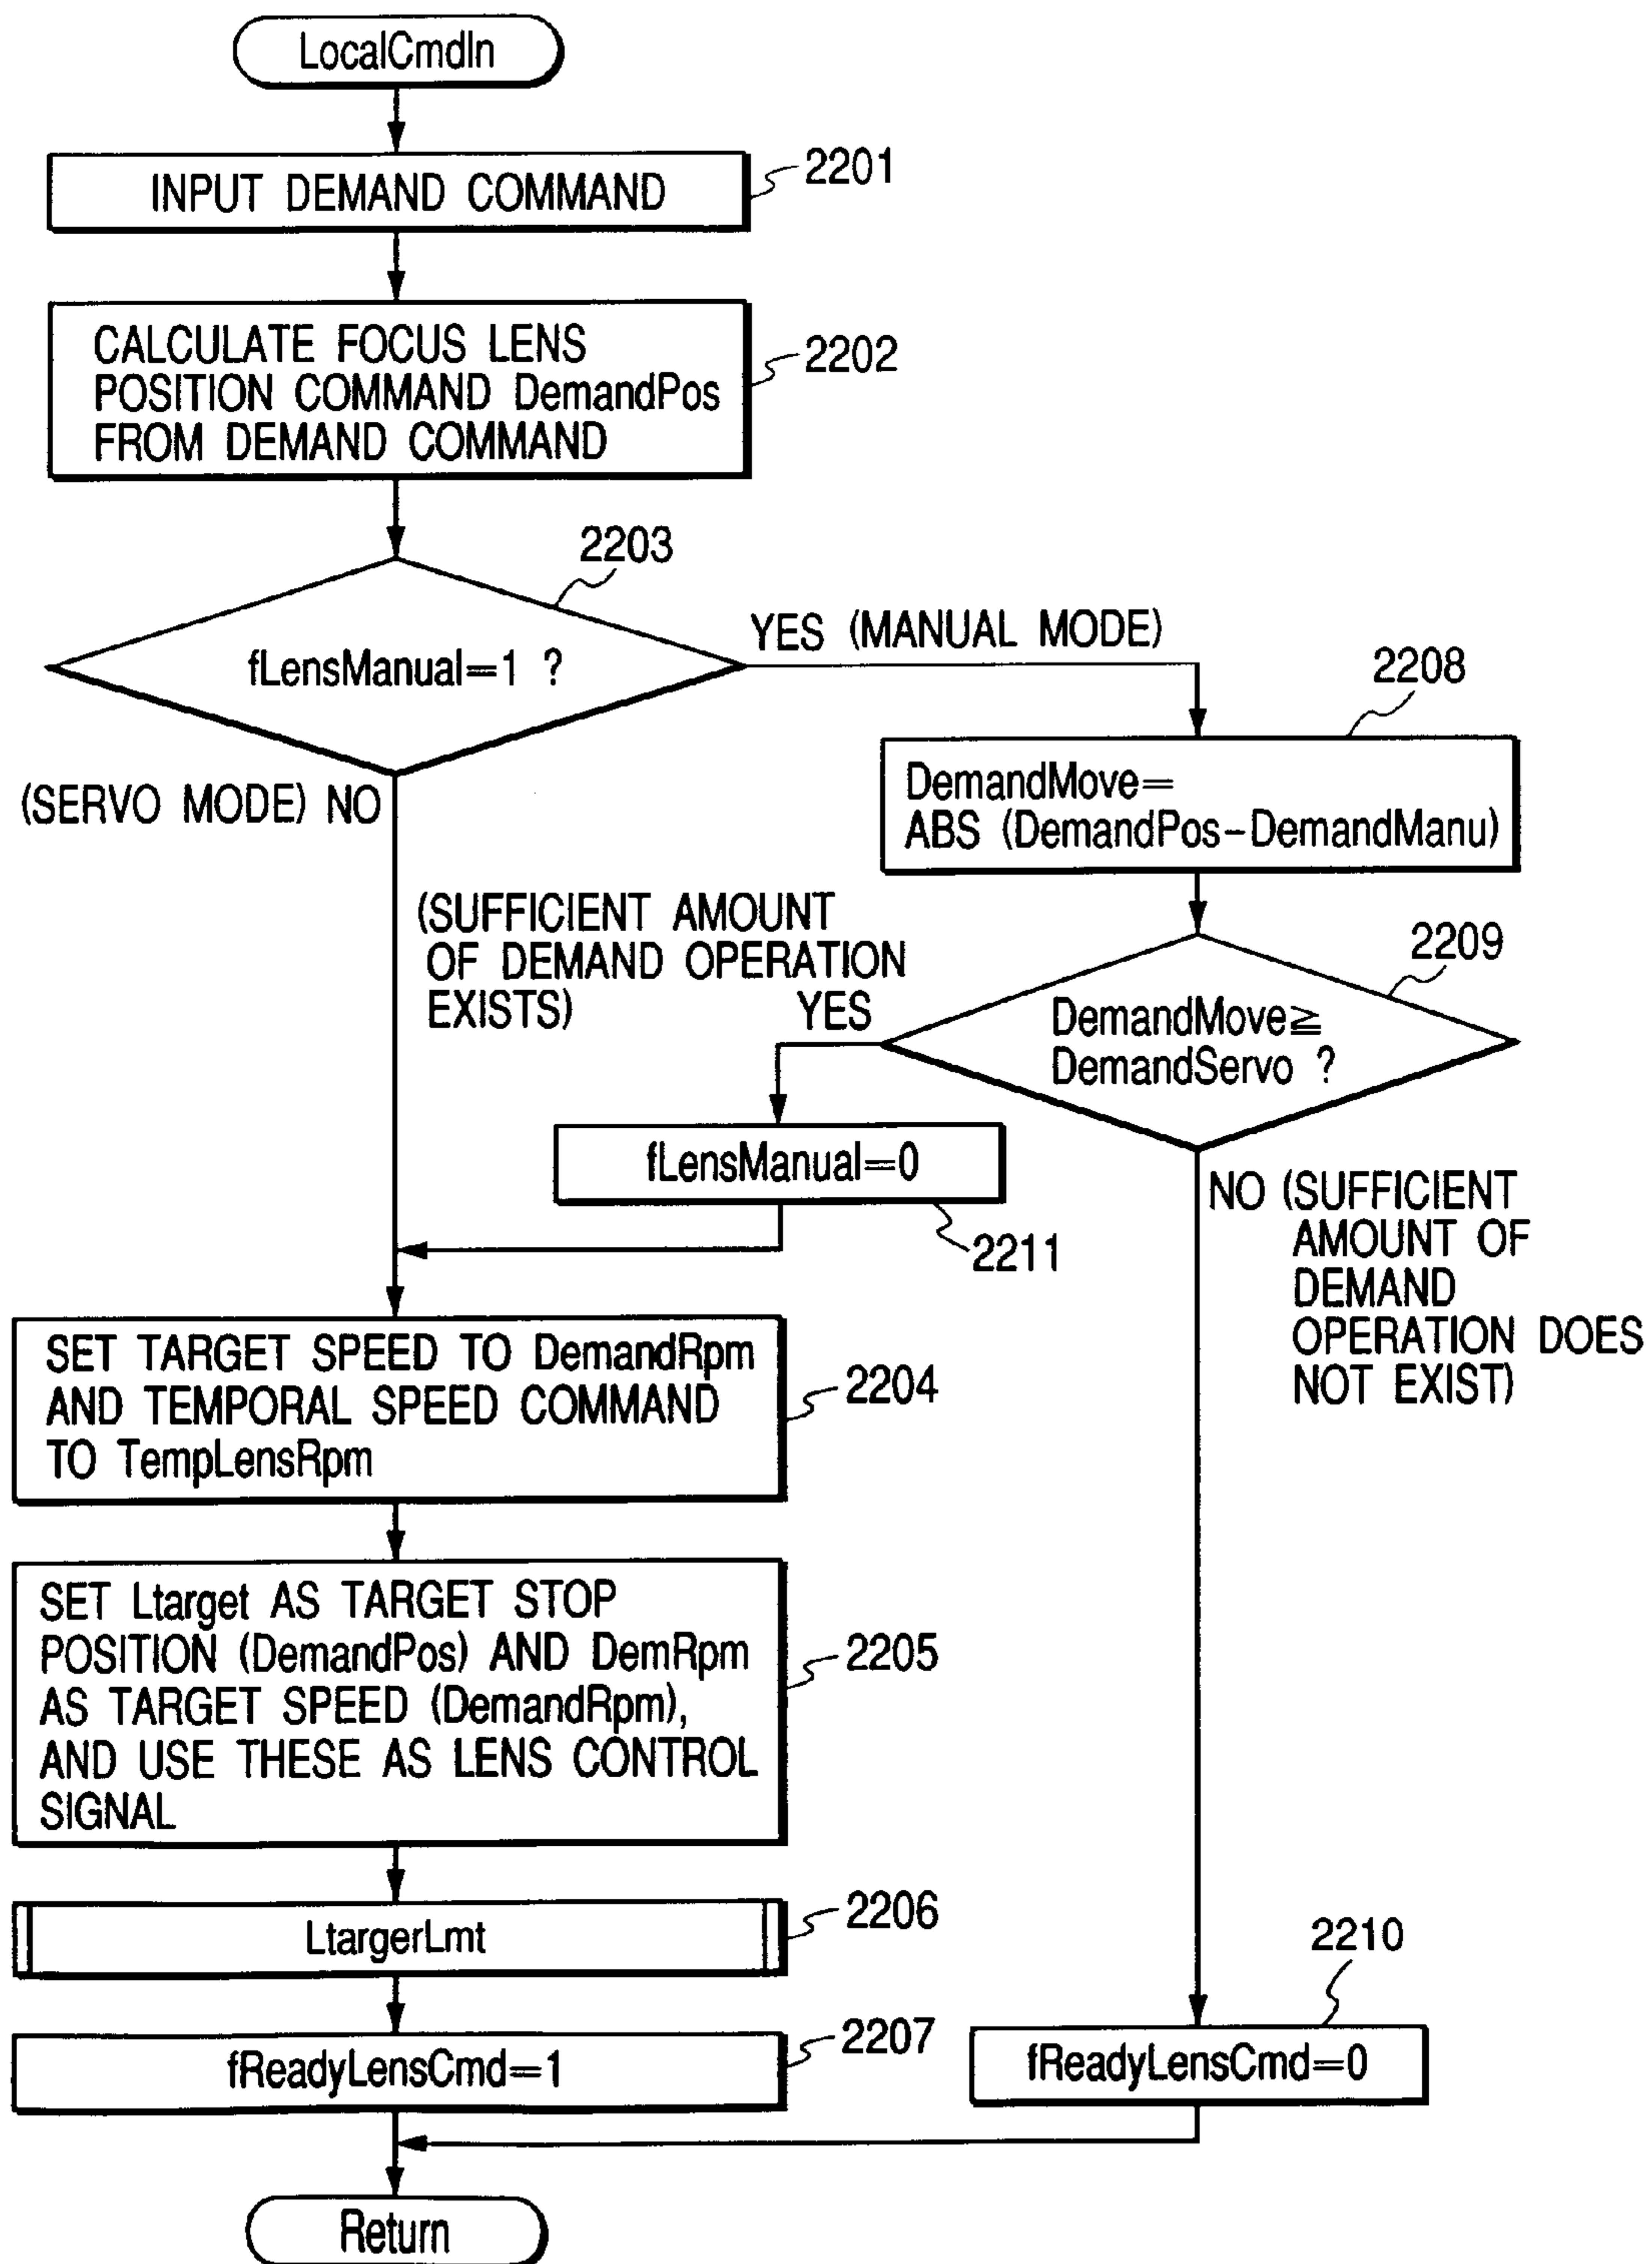 LocalCmdIn
INPUT DEMAND COMMAND
2201
CALCULATE FOCUS LENS
POSITION COMMAND DemandPos
FROM DEMAND COMMAND
2202
2203
fLensManual=1 ?
YES (MANUAL MODE)
(SERVO MODE) NO
2208
DemandMove=
ABS (DemandPos-DemandManu)
2209
DemandMove≧
DemandServo ?
(SUFFICIENT AMOUNT
OF DEMAND OPERATION
EXISTS)
YES
fLensManual=0
2211
NO (SUFFICIENT
AMOUNT OF
DEMAND
OPERATION DOES
NOT EXIST)
SET TARGET SPEED TO DemandRpm
AND TEMPORAL SPEED COMMAND
TO TempLensRpm
2204
SET Ltarget AS TARGET STOP
POSITION (DemandPos) AND DemRpm
AS TARGET SPEED (DemandRpm),
AND USE THESE AS LENS CONTROL
SIGNAL
2205
LtargerLmt
2206
fReadyLensCmd=1
2207
2210
fReadyLensCmd=0
Return